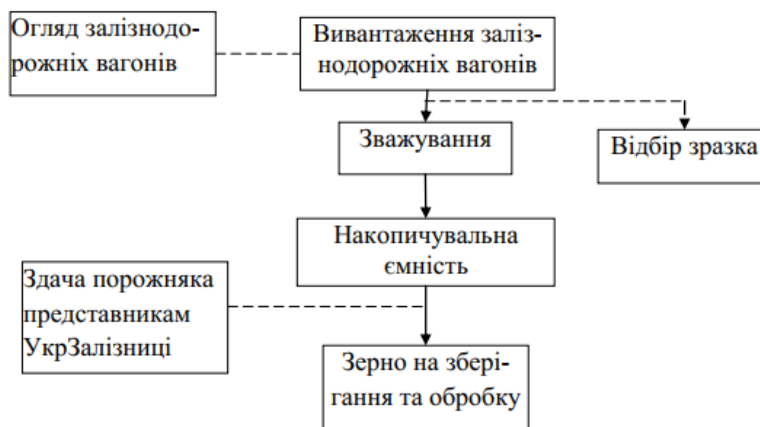 Огляд залізнодо-
рожніх вагонів
Вивантаження заліз-
нодорожніх вагонів
Зважування
Відбір зразка
Накопичувальна
ємність
Здача порожняка
представникам
УкрЗалізниці
Зерно на збері-
гання та обробку